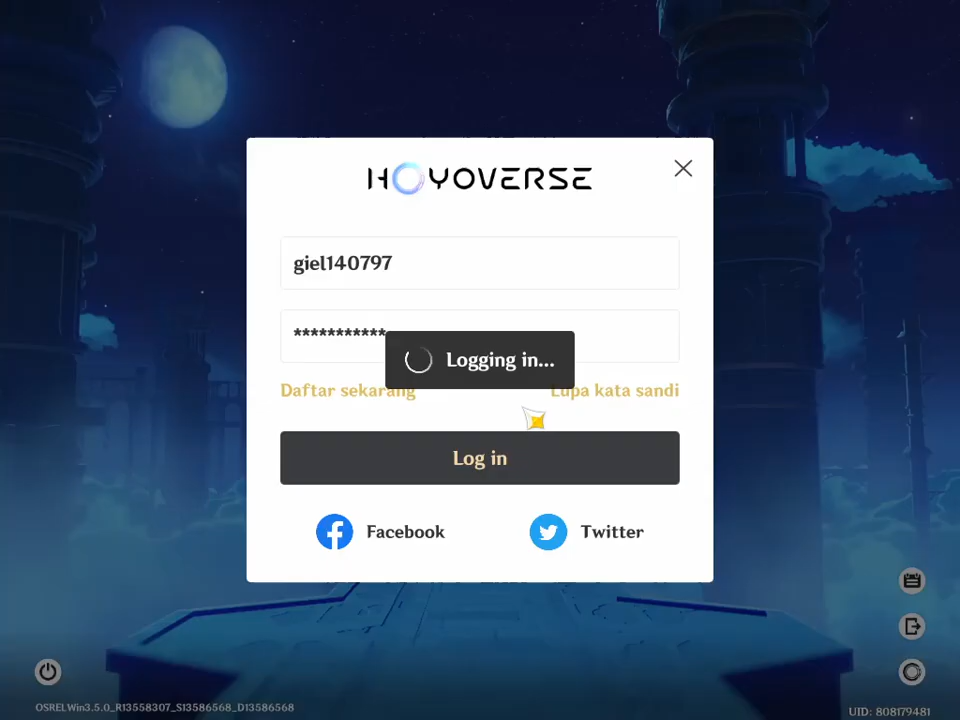 HOYOVERSE
giel140797
***********
Logging in...
Daftar sekarang
Lupa kata sandi
Log in
Facebook
Twitter
OSRELWin3.5.0_R13558307_S13586568_D13586568
UID: 808179481